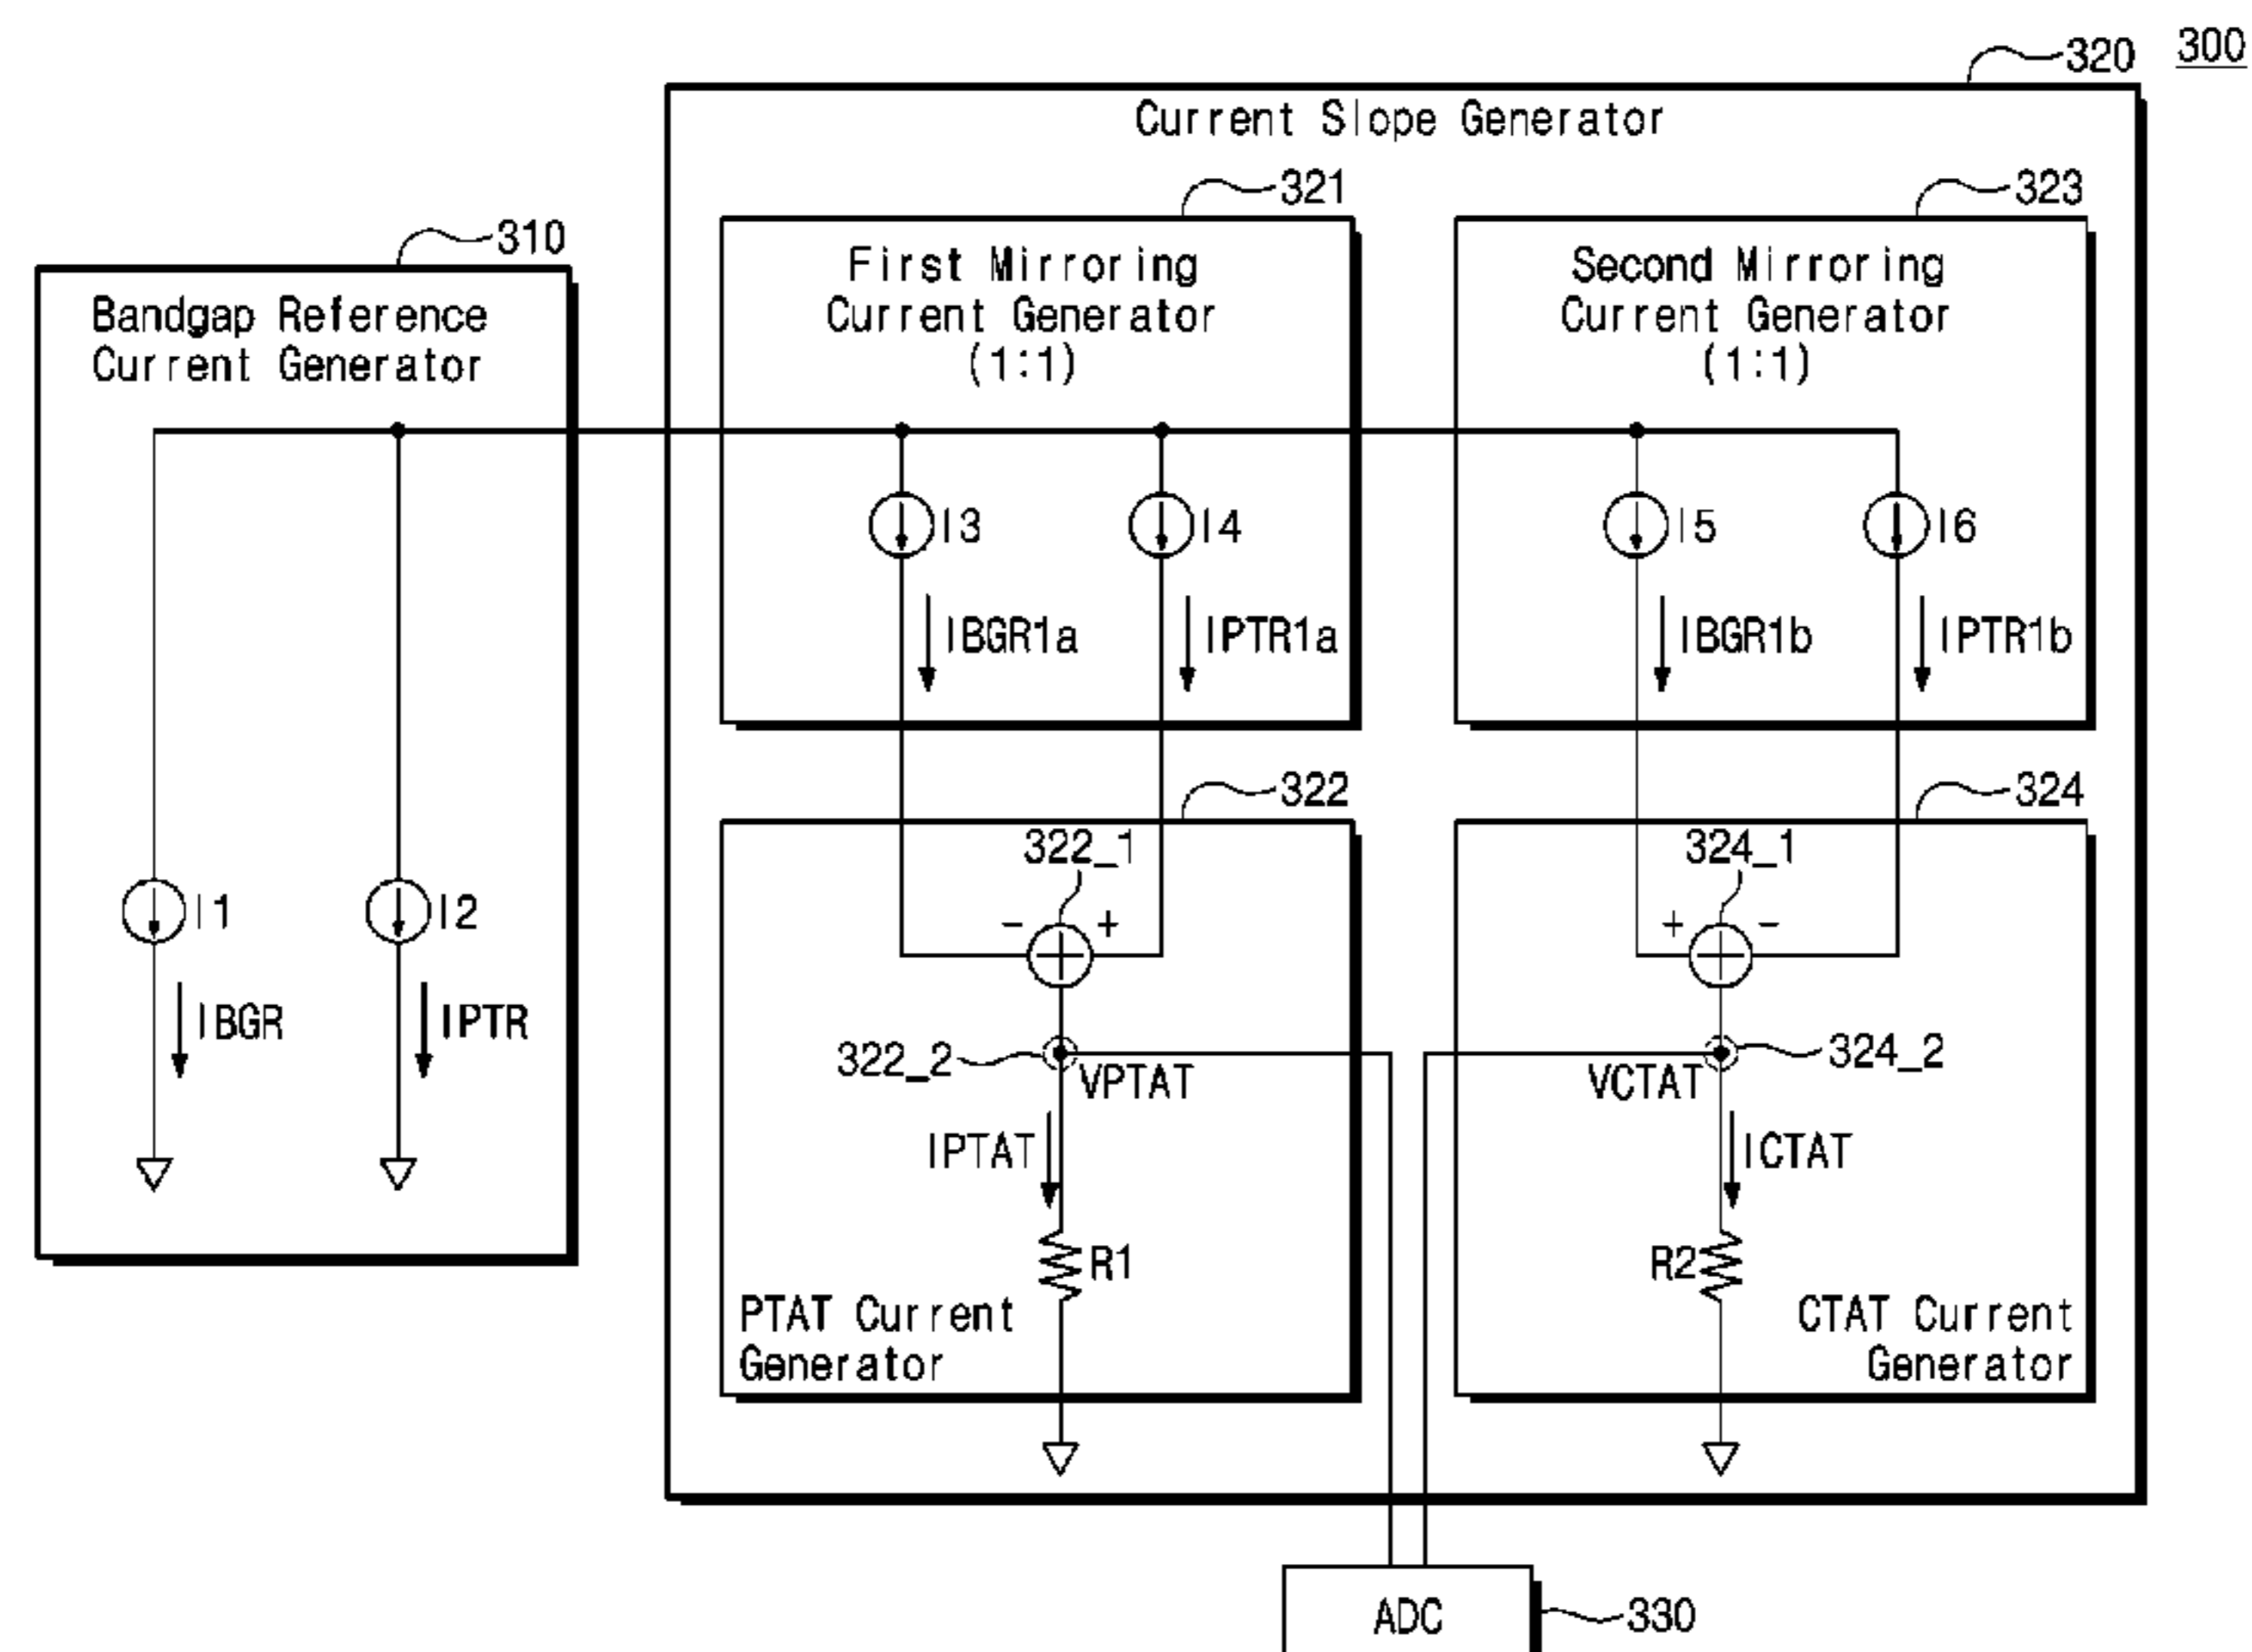 300
320
Current Slope Generator
321
323
310
First Mirroring
Current Generator
(1:1)
Second Mirroring
Current Generator
(1:1)
Bandgap Reference
Current Generator
I3
I4
I5
I6
IBGR1a
IPTR1a
IBGR1b
IPTR1b
322
324
322_1
324_1
I1
I2
- +
+ -
IBGR
IPTR
322_2
VPTAT
VCTAT
324_2
IPTAT
ICTAT
R1
R2
PTAT Current
Generator
CTAT Current
Generator
ADC
330